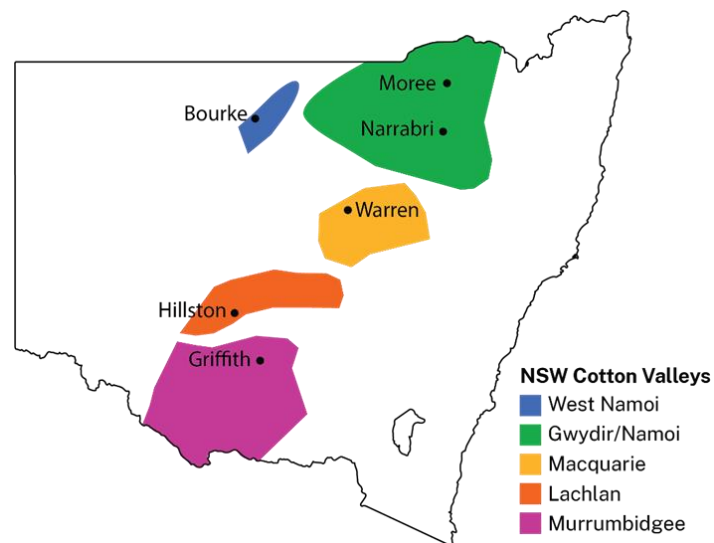 Moree
Bourke
Narrabri
Warren
Hillston
Griffith
NSW Cotton Valleys
West Namoi
Gwydir/Namoi
Macquarie
Lachlan
Murrumbidgee